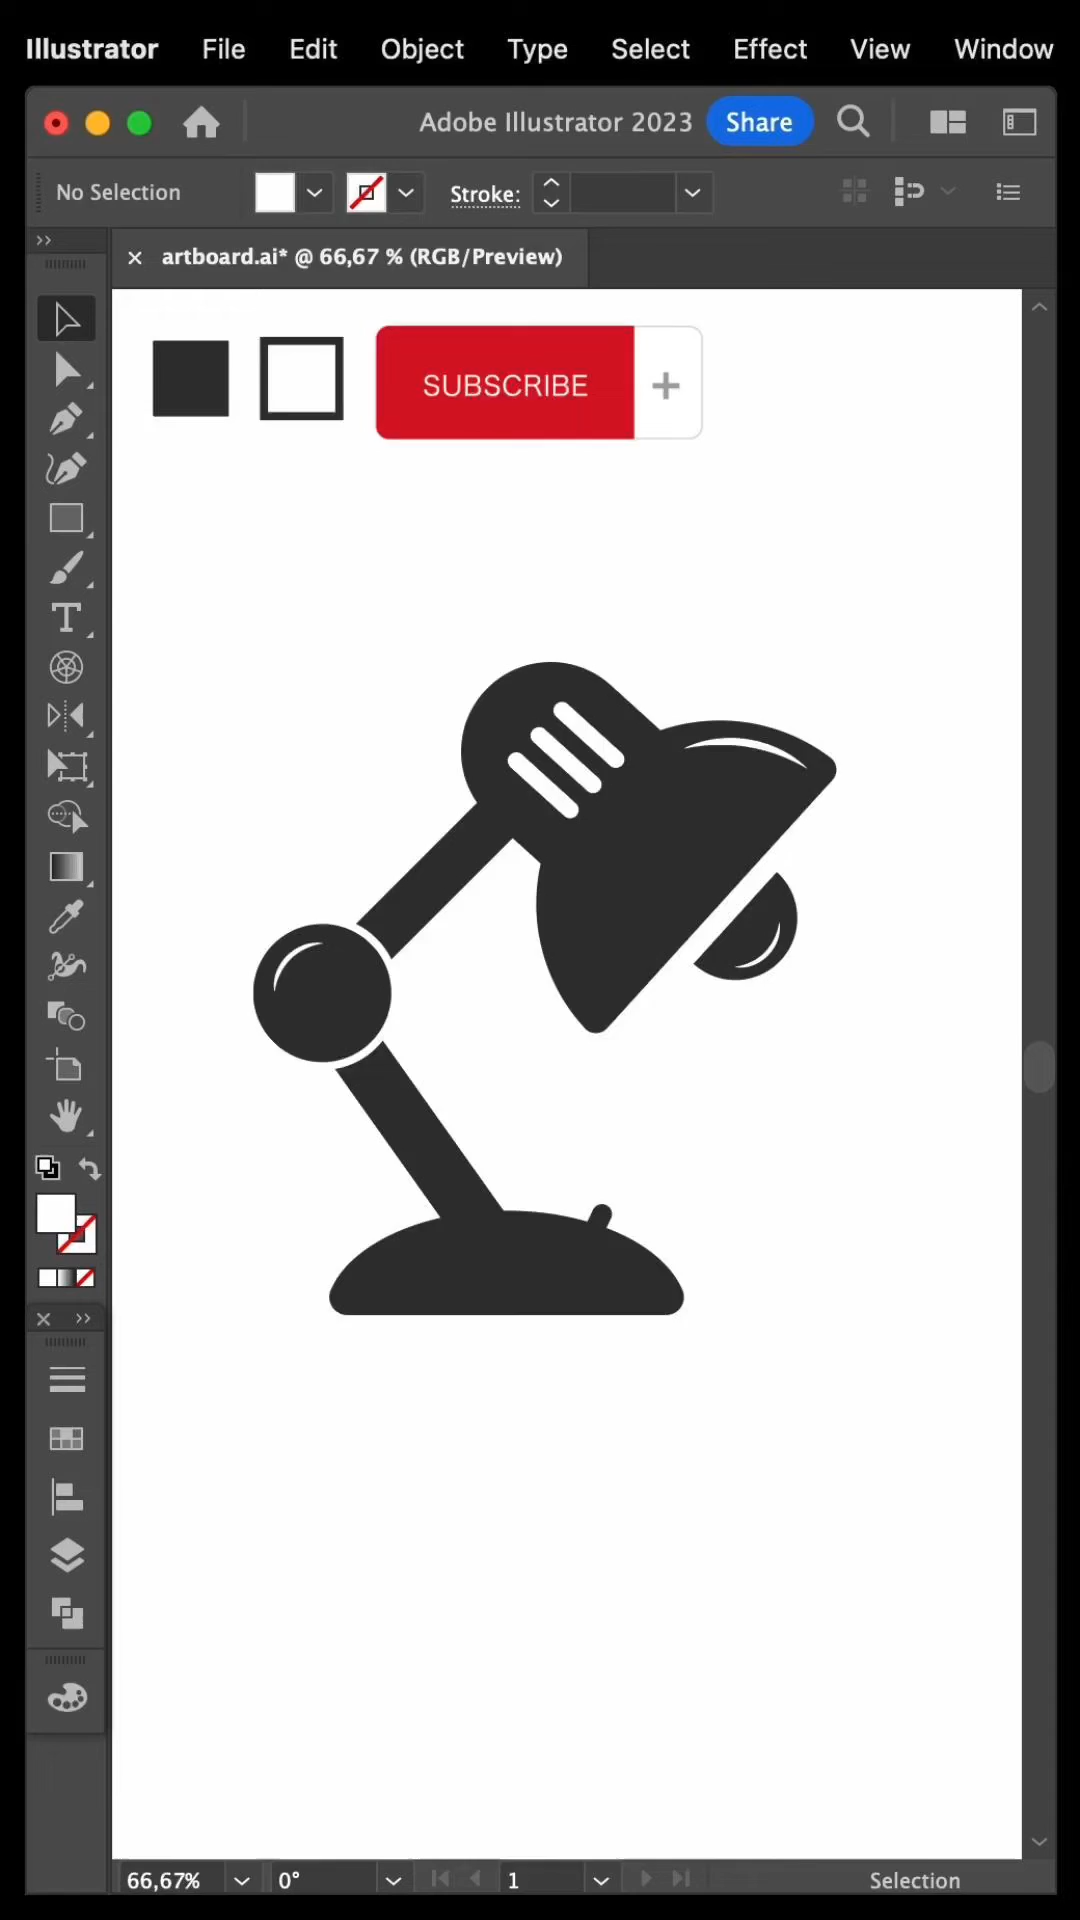 Illustrator File Edit Object Type Select Effect View Window
Adobe Illustrator 2023 Share
No Selection Stroke:
artboard.ai* @ 66,67 % (RGB/Preview)
SUBSCRIBE +
66,67% 0° 1 Selection